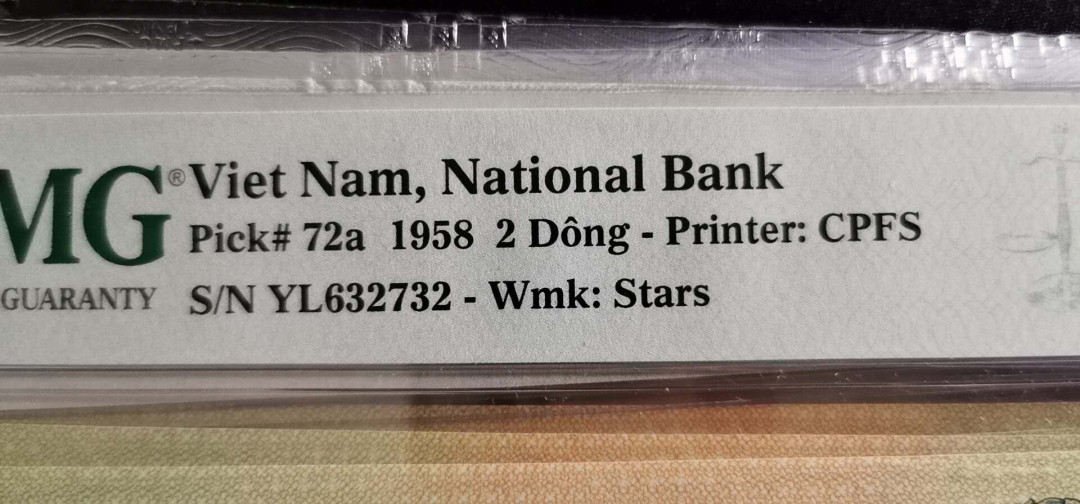 MG® Viet Nam, National Bank
Pick# 72a 1958 2 Dông - Printer: CPFS
GUARANTY S/N YL632732 - Wmk: Stars